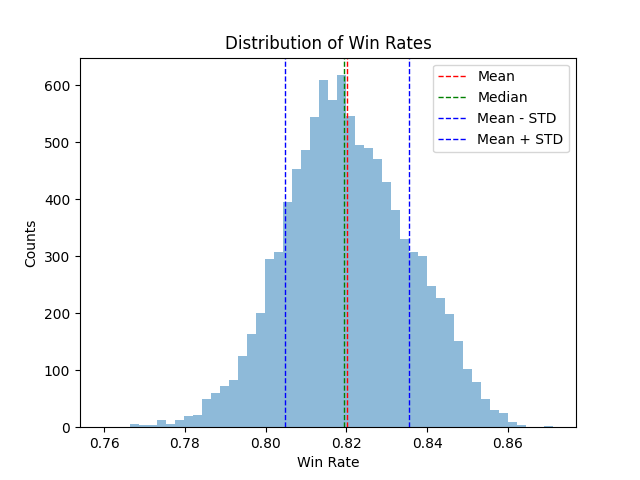 Distribution of Win Rates
Mean
Median
Mean - STD
Mean + STD
Counts
600
500
400
300
200
100
0
0.76 0.78 0.80 0.82 0.84 0.86
Win Rate